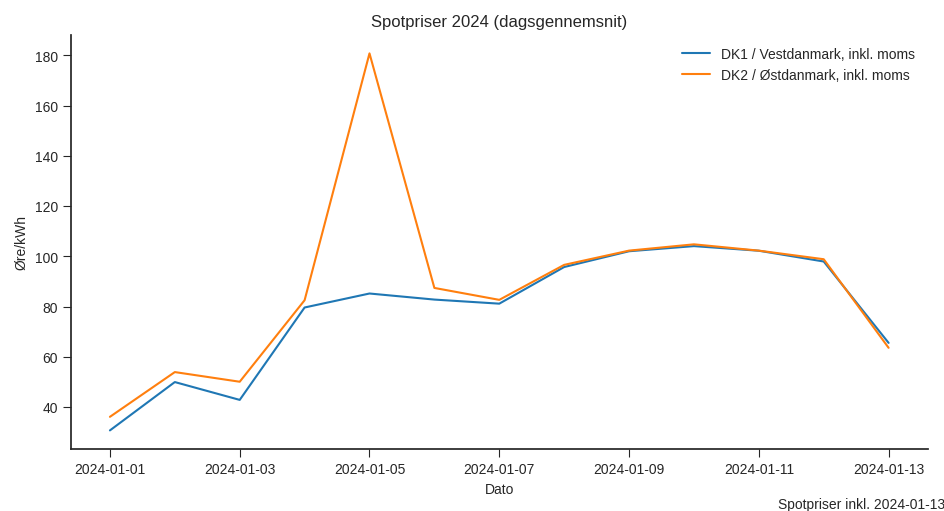 Spotpriser 2024 (dagsgennemsnit)
DK1 / Vestdanmark, inkl. moms
DK2 / Østdanmark, inkl. moms
180
160
140
120
100
80
60
40
Øre/kWh
2024-01-01
2024-01-03
2024-01-05
2024-01-07
2024-01-09
2024-01-11
2024-01-13
Dato
Spotpriser inkl. 2024-01-13